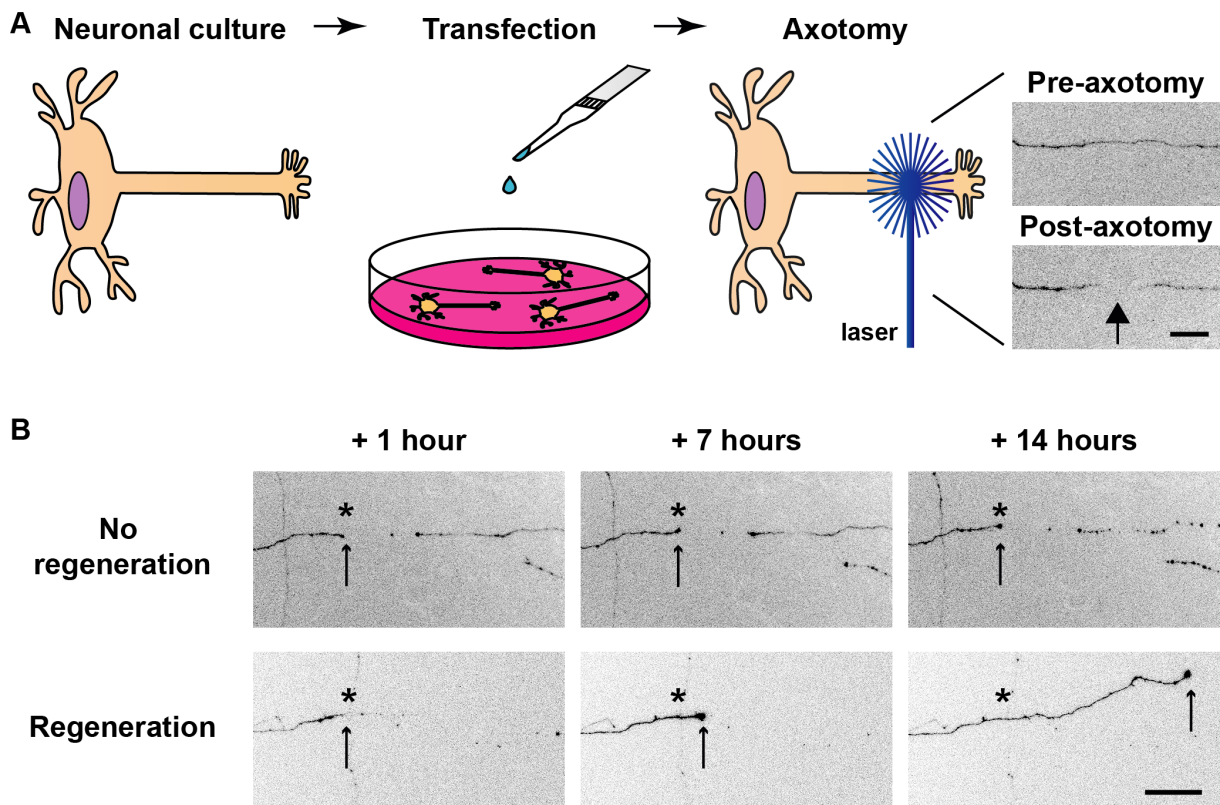 A
Neuronal culture
Transfection
Axotomy
Pre-axotomy
Post-axotomy
laser
B
+ 1 hour
+ 7 hours
+ 14 hours
No
regeneration
*
*
*
Regeneration
*
*
*